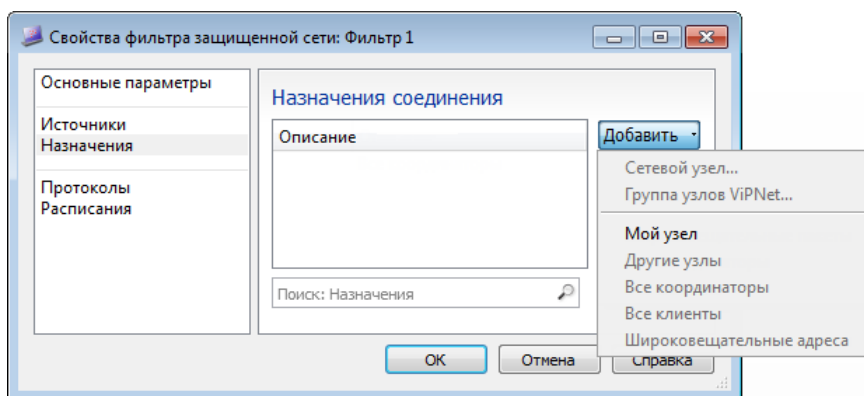 Свойства фильтра защищенной сети: Фильтр 1
Основные параметры
Источники
Назначения
Протоколы
Расписания
Назначения соединения
Описание
Поиск: Назначения
Добавить
Сетевой узел...
Группа узлов ViPNet...
Мой узел
Другие узлы
Все координаторы
Все клиенты
Широковещательные адреса
ОК
Отмена
Справка